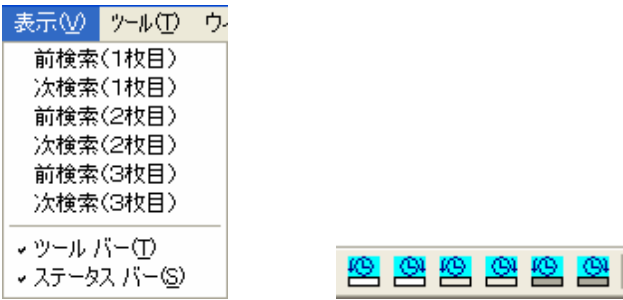 表示(V) ツール(T) ウィ
前検索(1枚目)
次検索(1枚目)
前検索(2枚目)
次検索(2枚目)
前検索(3枚目)
次検索(3枚目)
ツール バー(T)
ステータス バー(S)